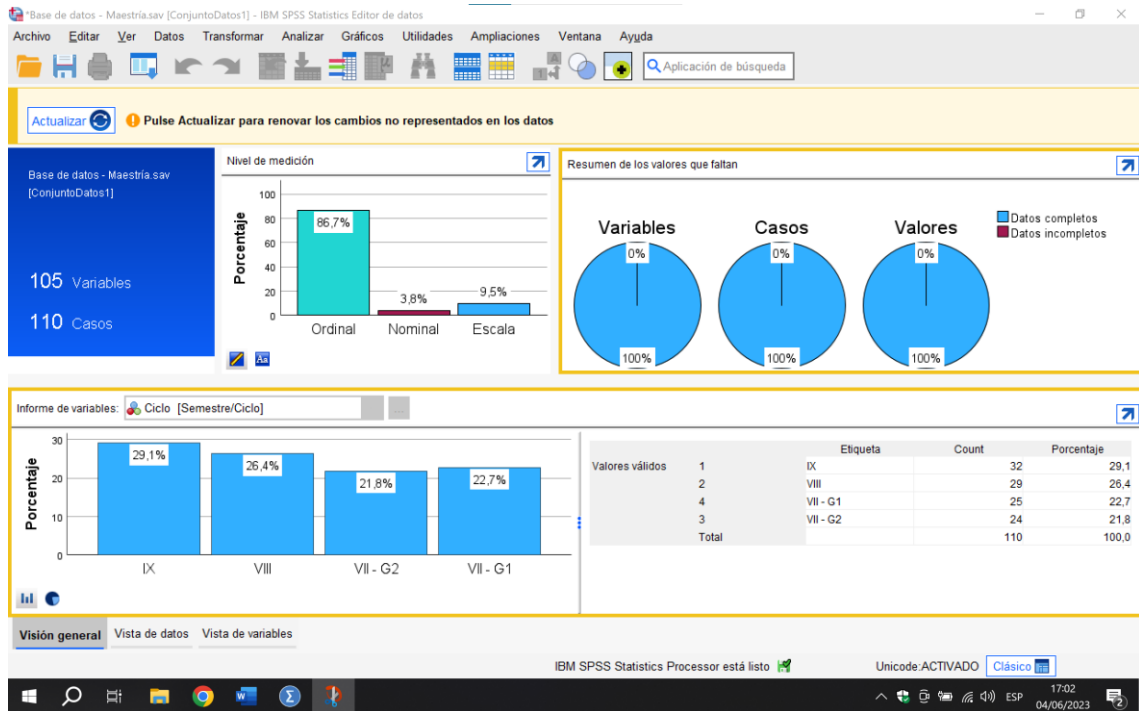 *Base de datos - Maestría.sav [ConjuntoDatos1] - IBM SPSS Statistics Editor de datos
Archivo Editar Ver Datos Transformar Analizar Gráficos Utilidades Ampliaciones Ventana Ayuda
Aplicación de búsqueda
Actualizar Pulse Actualizar para renovar los cambios no representados en los datos
Base de datos - Maestría.sav
[ConjuntoDatos1]
105 Variables
110 Casos
Nivel de medición
Porcentaje
100
80
60
40
20
0
86,7%
3,8%
9,5%
Ordinal Nominal Escala
Aa
Resumen de los valores que faltan
Variables Casos Valores
0% 0% 0%
100% 100% 100%
Datos completos
Datos incompletos
Informe de variables: Ciclo [Semestre/Ciclo] ...
Porcentaje
30
20
10
0
29,1% 26,4% 21,8% 22,7%
IX VIII VII - G2 VII - G1
Etiqueta Count Porcentaje
Valores válidos 1 IX 32 29,1
2 VIII 29 26,4
4 VII - G1 25 22,7
3 VII - G2 24 21,8
Total 110 100,0
Visión general Vista de datos Vista de variables
IBM SPSS Statistics Processor está listo Unicode:ACTIVADO Clásico
ESP 17:02
04/06/2023